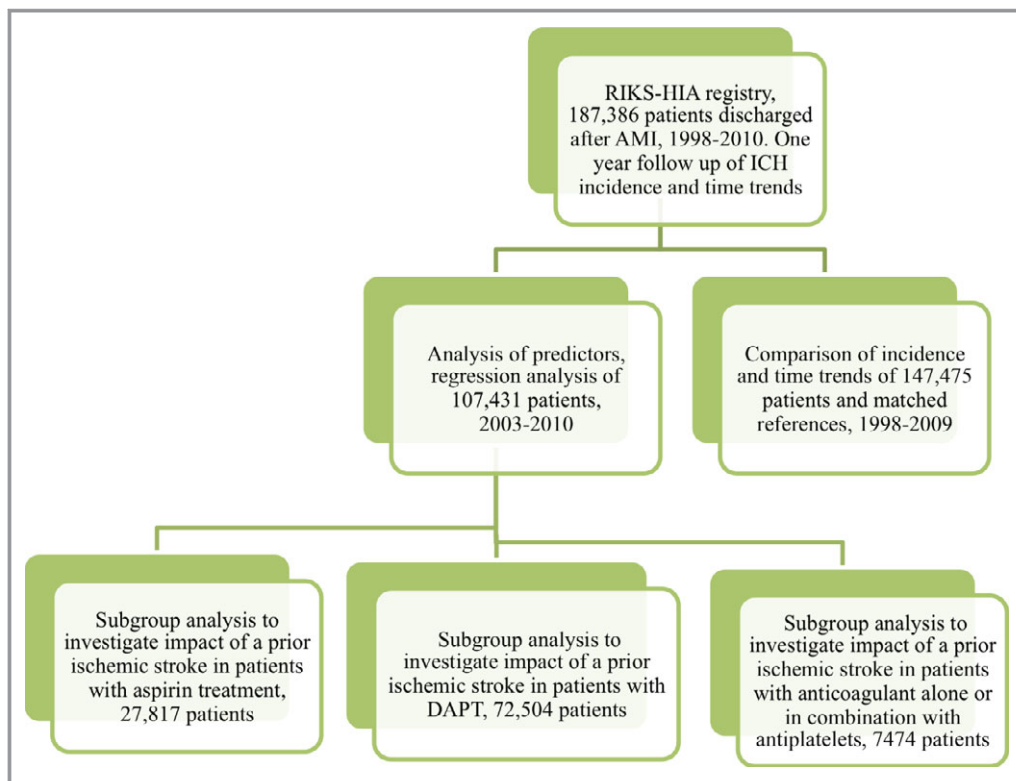 RIKS-HIA registry,
187,386 patients discharged
after AMI, 1998-2010. One
year follow up of ICH
incidence and time trends
Analysis of predictors,
regression analysis of
107,431 patients,
2003-2010
Comparison of incidence
and time trends of 147,475
patients and matched
references, 1998-2009
Subgroup analysis to
investigate impact of a prior
ischemic stroke in patients
with aspirin treatment,
27,817 patients
Subgroup analysis to
investigate impact of a prior
ischemic stroke in patients with
DAPT, 72,504 patients
Subgroup analysis to
investigate impact of a prior
ischemic stroke in patients
with anticoagulant alone or
in combination with
antiplatelets, 7474 patients